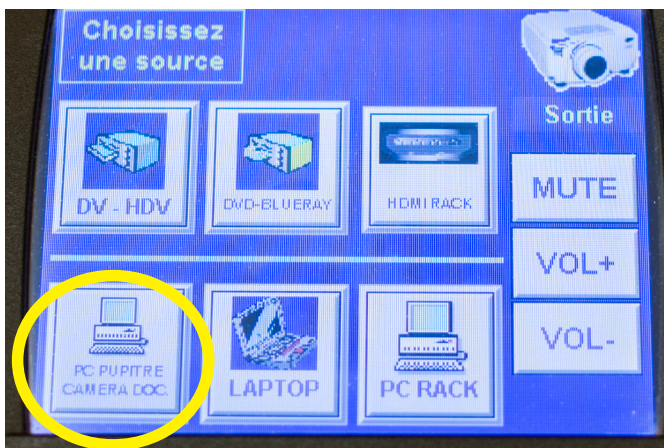 Choisissez
une source
Sortie
DV - HDV
DVD-BLUERAY
HDMI RACK
MUTE
VOL+
VOL-
PC PUPITRE
CAMERA DOC.
LAPTOP
PC RACK